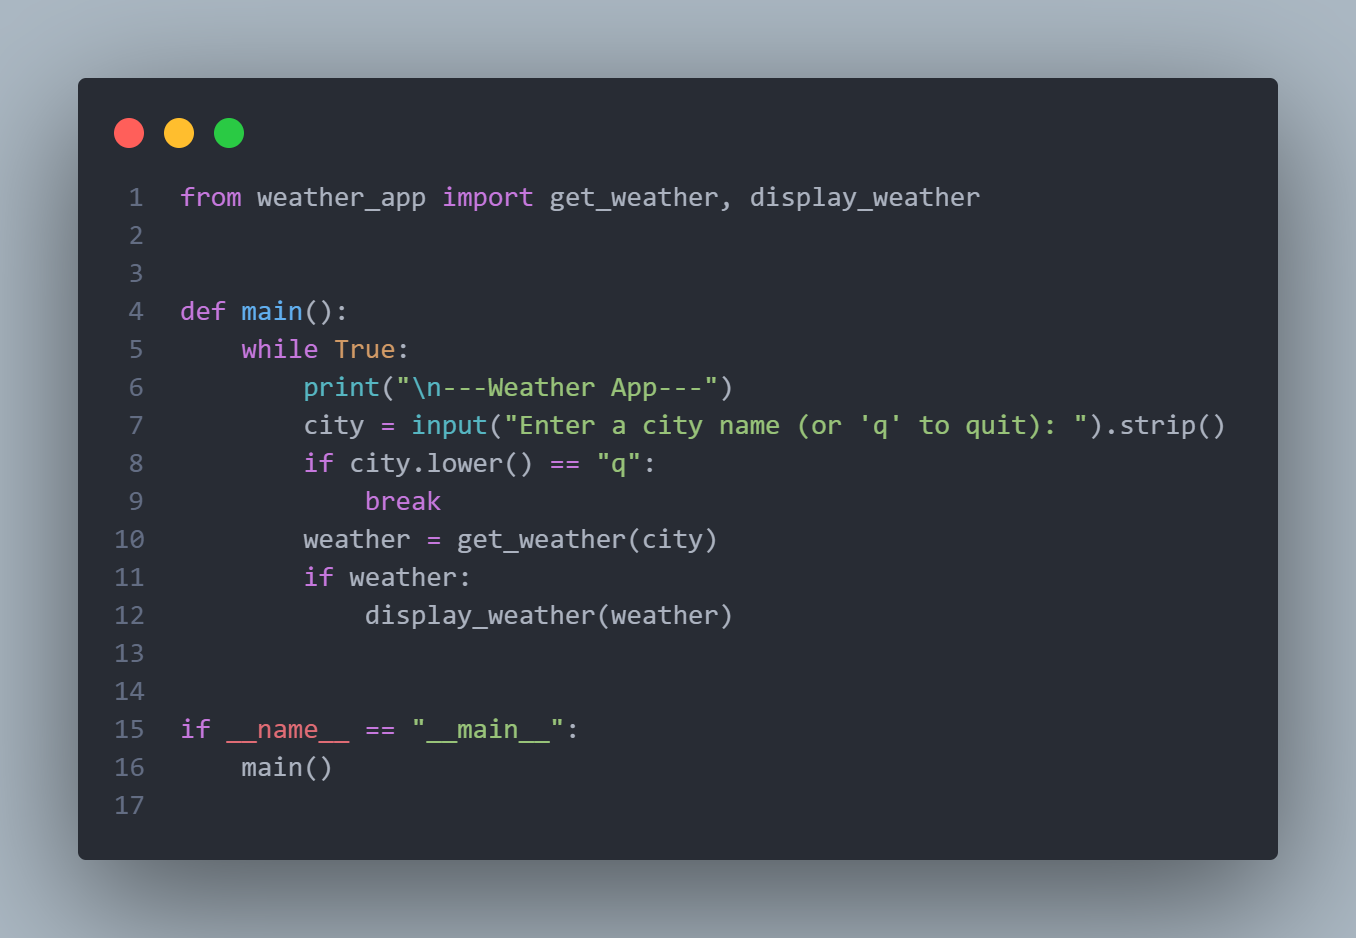 1 from weather_app import get_weather, display_weather
2
3
4 def main():
5     while True:
6         print("\n---Weather App---")
7         city = input("Enter a city name (or 'q' to quit): ").strip()
8         if city.lower() == "q":
9             break
10         weather = get_weather(city)
11         if weather:
12             display_weather(weather)
13
14
15 if __name__ == "__main__":
16     main()
17